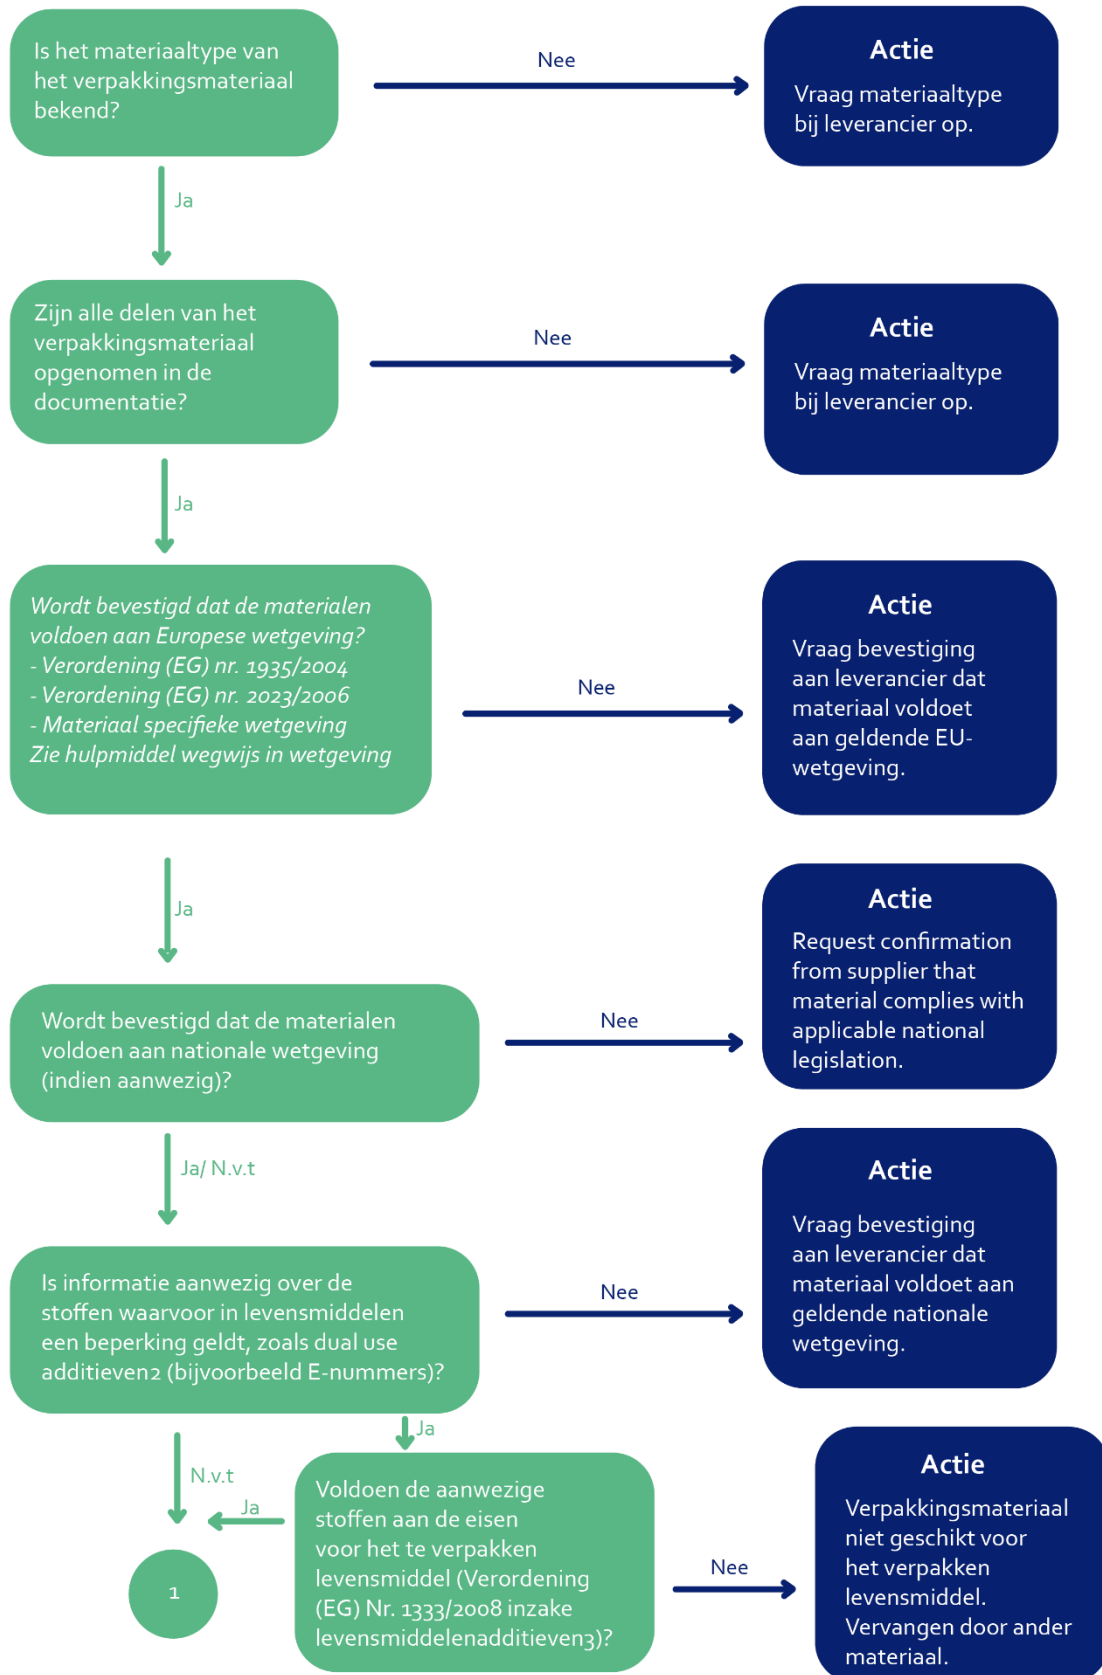 Is het materiaaltype van
het verpakkingsmateriaal
bekend?
Nee
Actie
Vraag materiaaltype
bij leverancier op.
Ja
Zijn alle delen van het
verpakkingsmateriaal
opgenomen in de
documentatie?
Nee
Actie
Vraag materiaaltype
bij leverancier op.
Ja
Wordt bevestigd dat de materialen
voldoen aan Europese wetgeving?
- Verordening (EG) nr. 1935/2004
- Verordening (EG) nr. 2023/2006
- Materiaal specifieke wetgeving
Zie hulpmiddel wegwijs in wetgeving
Nee
Actie
Vraag bevestiging
aan leverancier dat
materiaal voldoet
aan geldende EU-
wetgeving.
Ja
Wordt bevestigd dat de materialen
voldoen aan nationale wetgeving
(indien aanwezig)?
Nee
Actie
Request confirmation
from supplier that
material complies with
applicable national
legislation.
Ja/ N.v.t
Is informatie aanwezig over de
stoffen waarvoor in levensmiddelen
een beperking geldt, zoals dual use
additieven2 (bijvoorbeeld E-nummers)?
Nee
Actie
Vraag bevestiging
aan leverancier dat
materiaal voldoet aan
geldende nationale
wetgeving.
Ja
N.v.t
Ja
1
Voldoen de aanwezige
stoffen aan de eisen
voor het te verpakken
levensmiddel (Verordening
(EG) Nr. 1333/2008 inzake
levensmiddelenadditieven3)?
Nee
Actie
Verpakkingsmateriaal
niet geschikt voor
het verpakken
levensmiddel.
Vervangen door ander
materiaal.